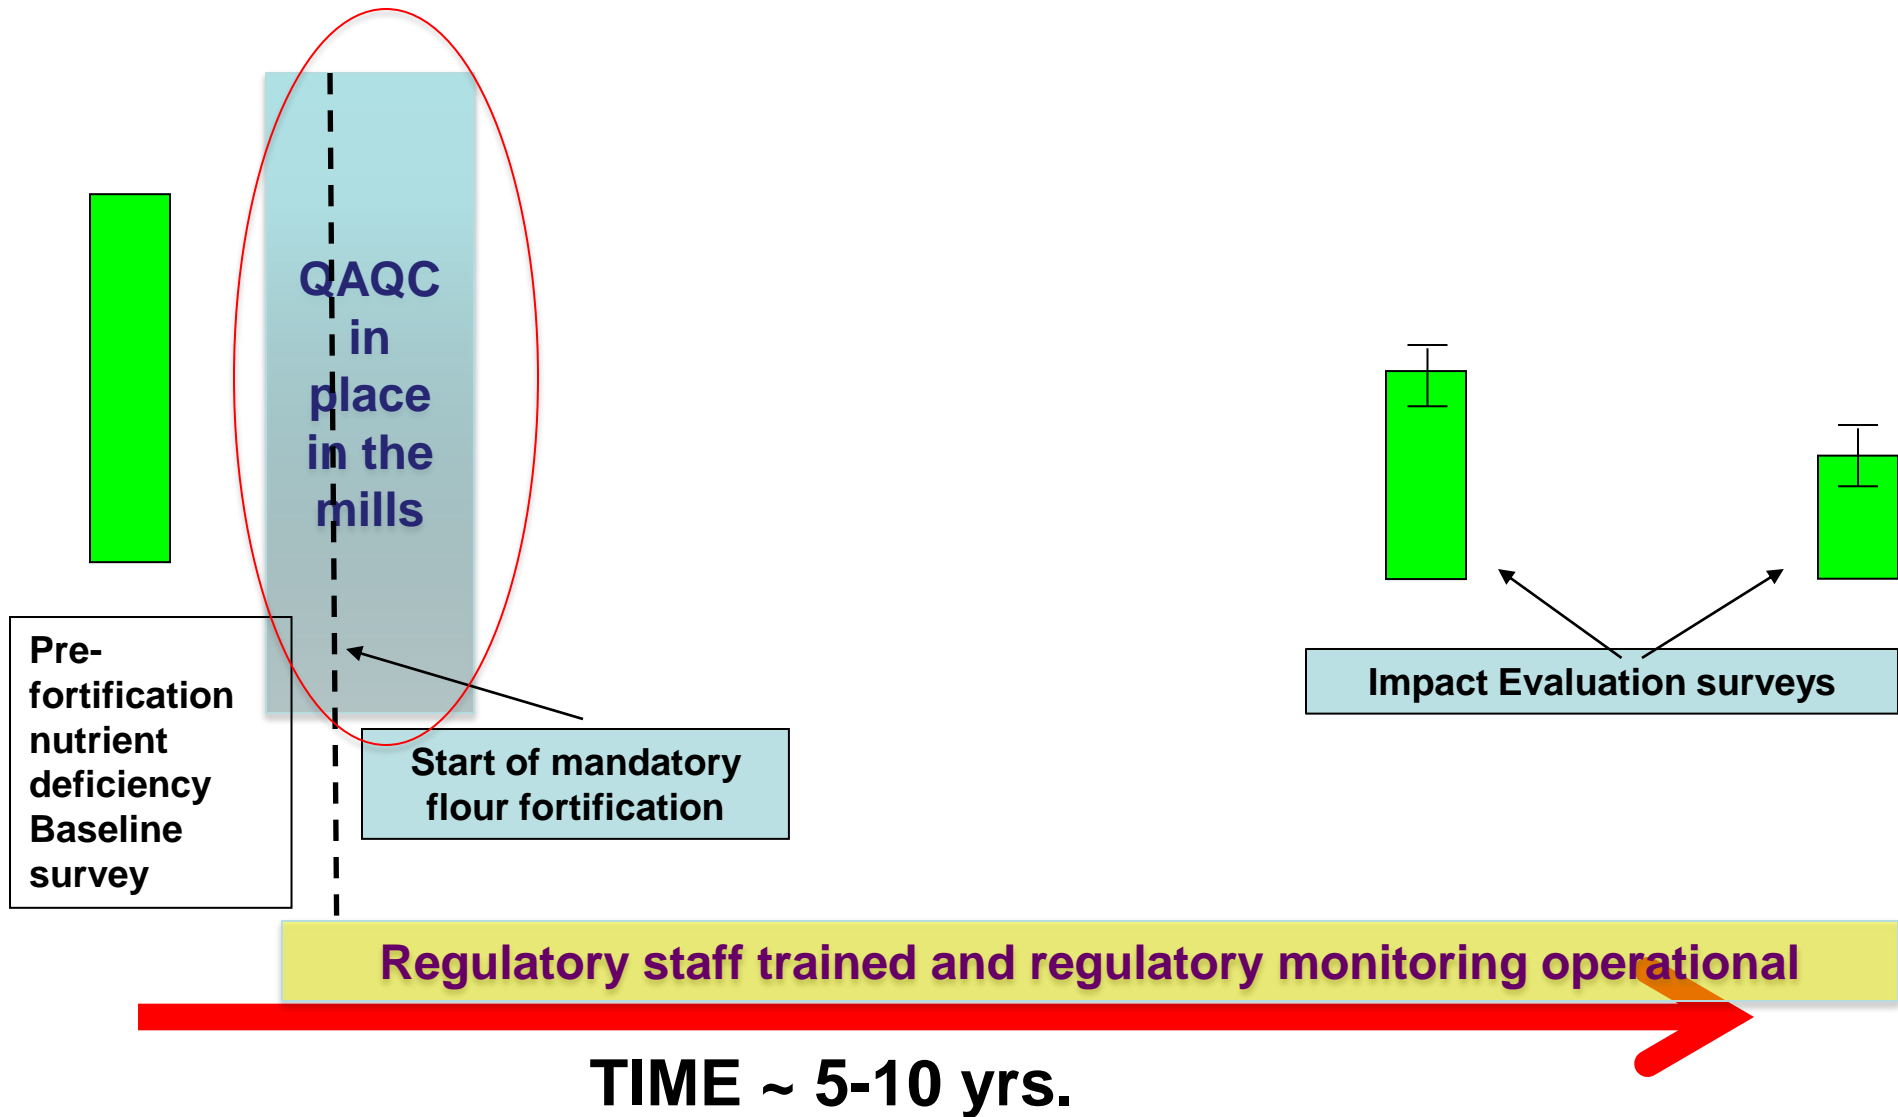 QAQC
in
place
in the
mills
Pre-
fortification
nutrient
deficiency
Baseline
survey
Start of mandatory
flour fortification
Impact Evaluation surveys
Regulatory staff trained and regulatory monitoring operational
TIME ~ 5-10 yrs.